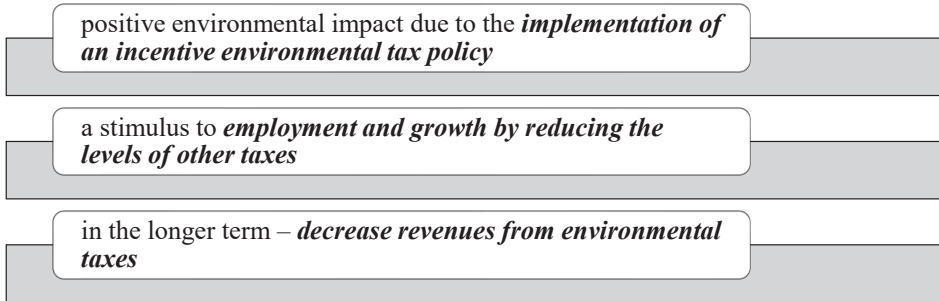 positive environmental impact due to the implementation of
an incentive environmental tax policy
a stimulus to employment and growth by reducing the
levels of other taxes
in the longer term – decrease revenues from environmental
taxes